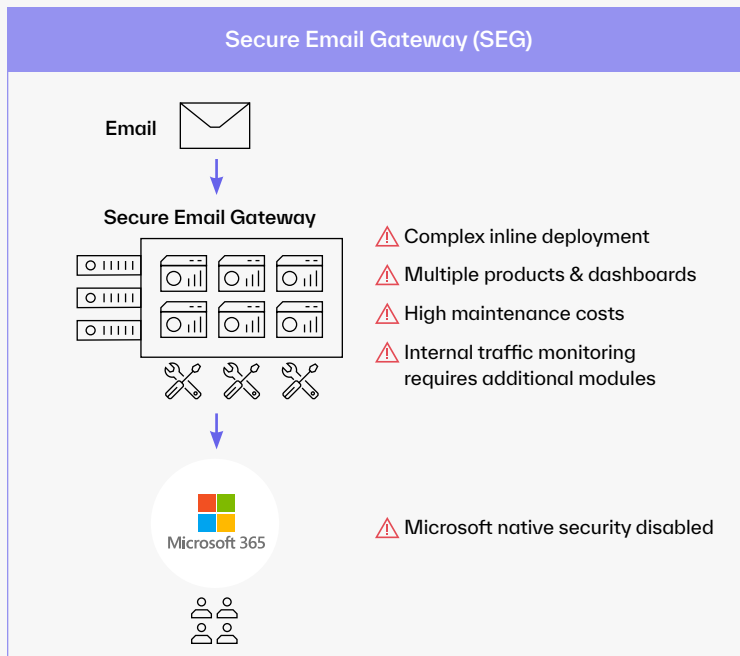 Secure Email Gateway (SEG)
Email
Secure Email Gateway
Complex inline deployment
Multiple products & dashboards
High maintenance costs
Internal traffic monitoring
requires additional modules
Microsoft 365
Microsoft native security disabled